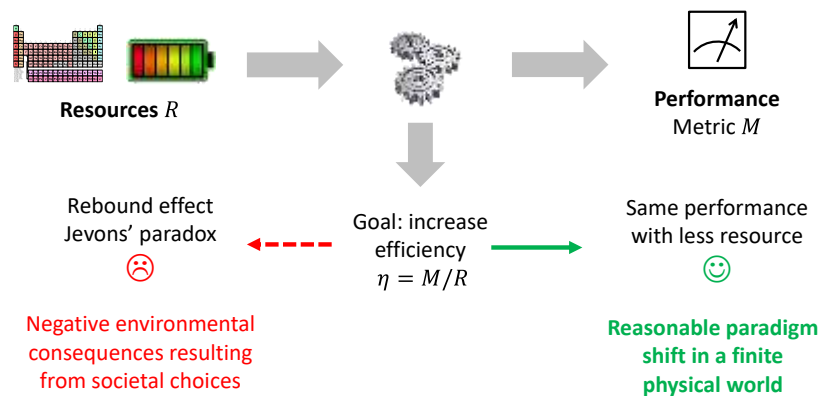 Resources R
Performance
Metric M
Rebound effect
Jevons' paradox
Goal: increase
efficiency
η = M/R
Same performance
with less resource
Negative environmental
consequences resulting
from societal choices
Reasonable paradigm
shift in a finite
physical world